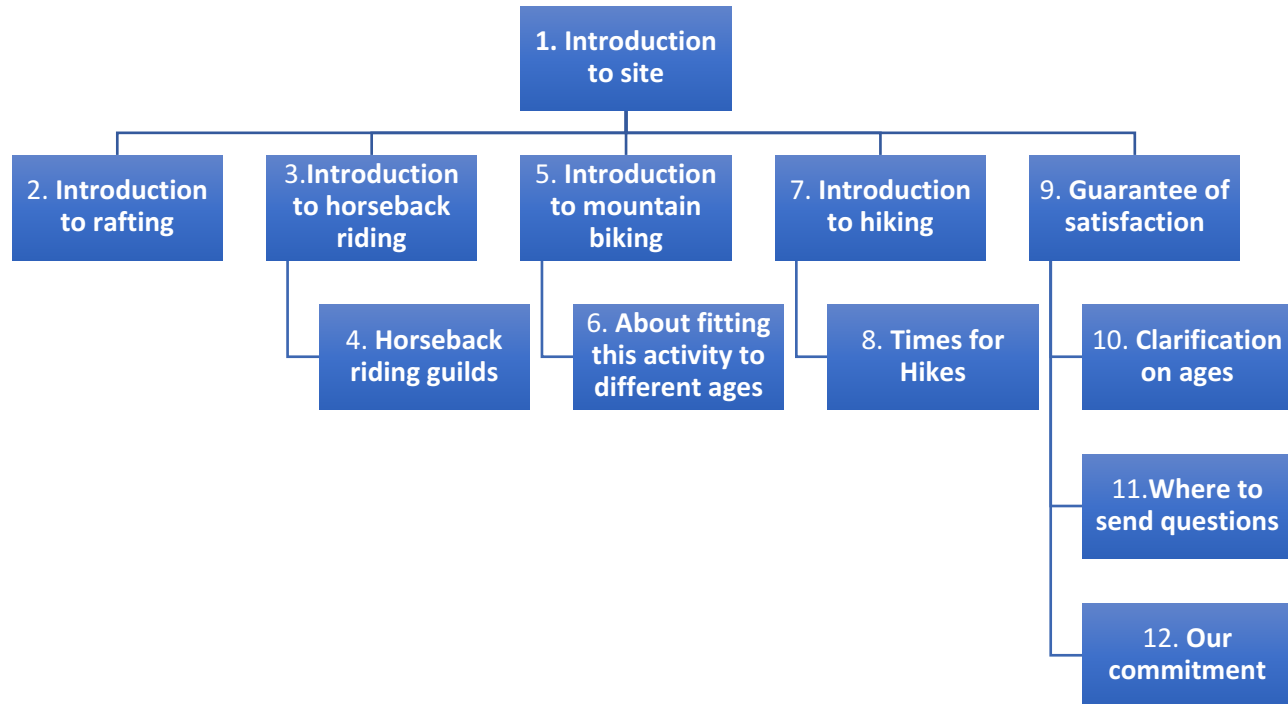 1. Introduction
to site
2. Introduction
to rafting
3.Introduction
to horseback
riding
4. Horseback
riding guilds
5. Introduction
to mountain
biking
6. About fitting
this activity to
different ages
7. Introduction
to hiking
8. Times for
Hikes
9. Guarantee of
satisfaction
10. Clarification
on ages
11.Where to
send questions
12. Our
commitment